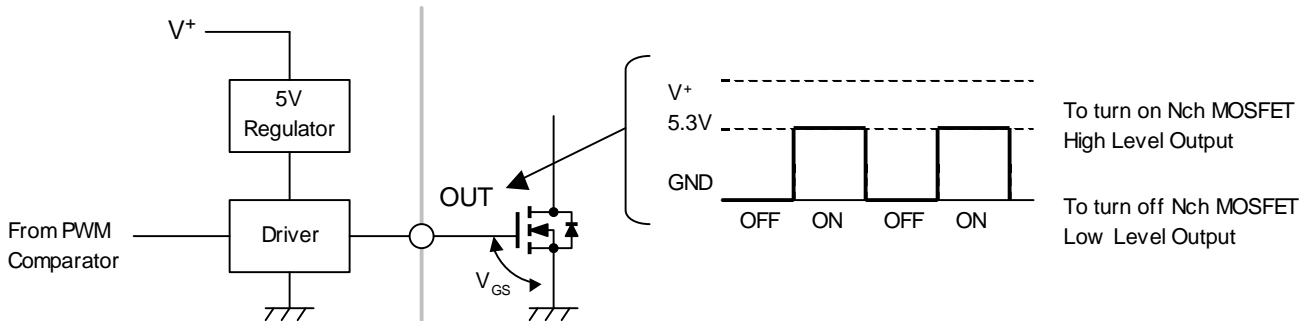 V+
5V
Regulator
Driver
From PWM
Comparator
OUT
VGS
V+
5.3V
GND
OFF ON OFF ON
To turn on Nch MOSFET
High Level Output
To turn off Nch MOSFET
Low Level Output